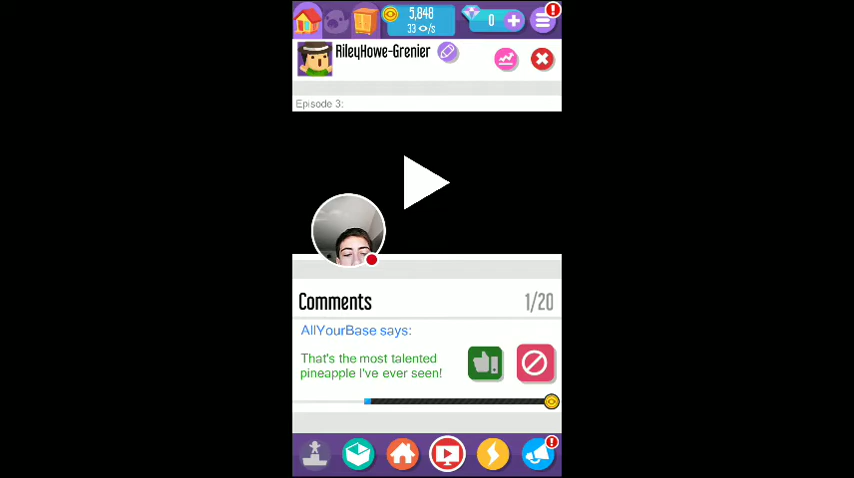 5,848
33 /s
0
RileyHowe-Grenier
Episode 3:
Comments
1/20
AllYourBase says:
That's the most talented
pineapple I've ever seen!